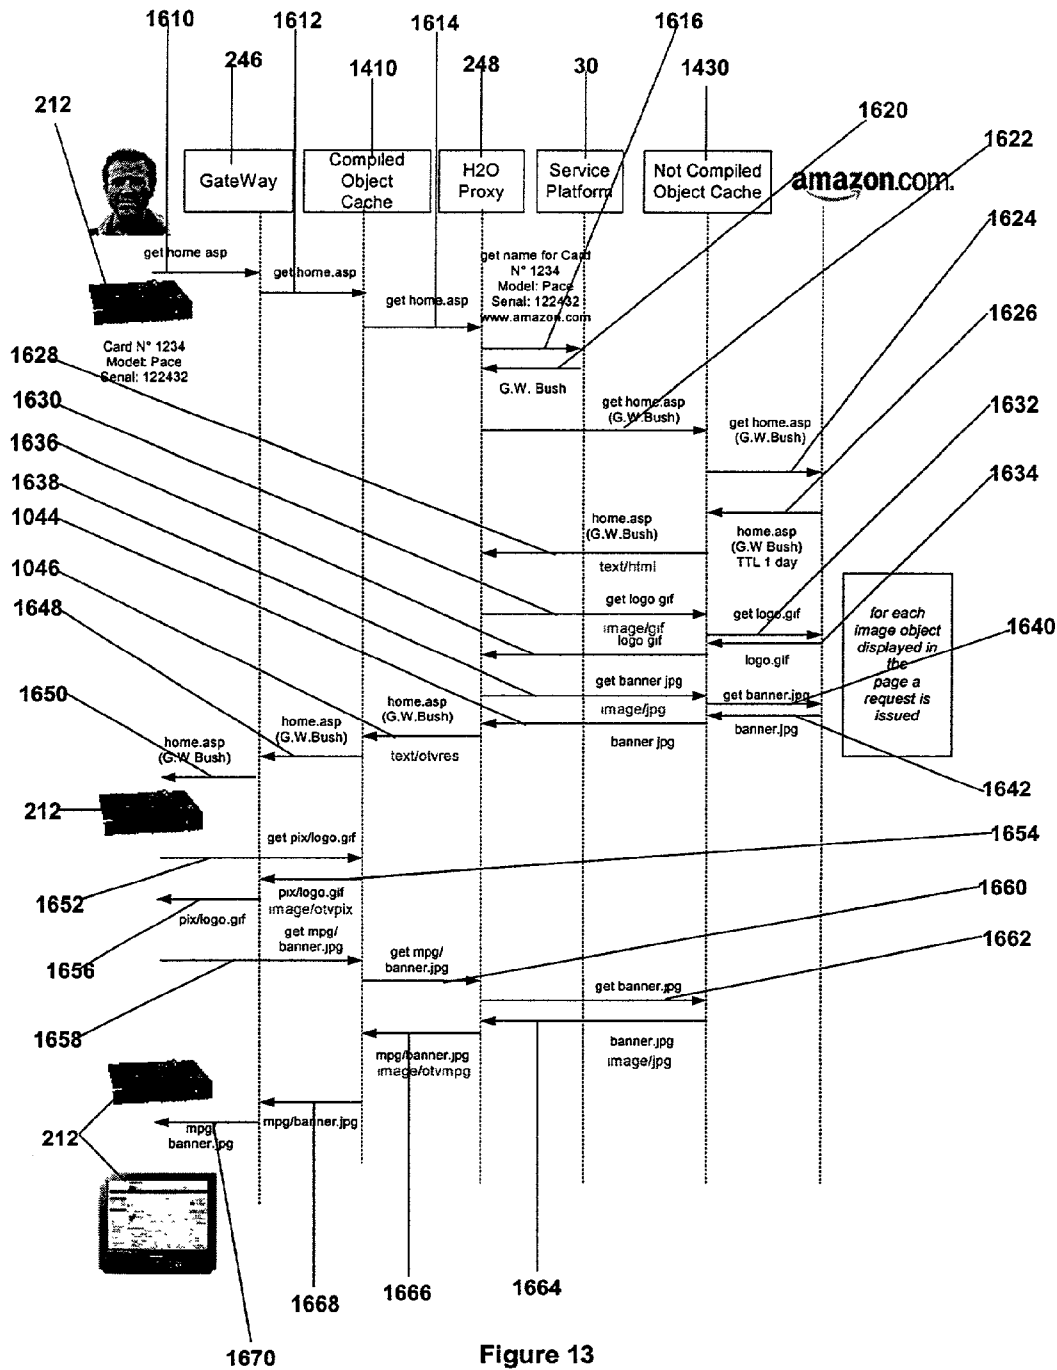 1610
1612
1614
1616
246
1410
248
30
1430
212
1620
1622
GateWay
Compiled
Object
Cache
H2O
Proxy
Service
Platform
Not Compiled
Object Cache
amazon.com.
1624
get home asp
get home.asp
get home.asp
get name for Card
N° 1234
Model: Pace
Serial: 122432
www.amazon.com
1626
Card N° 1234
Model: Pace
Serial: 122432
1628
G.W. Bush
1630
get home.asp
(G.W.Bush)
get home.asp
(G.W.Bush)
1632
1636
1634
1638
1044
home.asp
(G.W.Bush)
text/html
home.asp
(G.W Bush)
TTL 1 day
1046
1648
get logo gif
image/gif
logo gif
get logo.gif
logo.gif
for each
image object
displayed in
the
page a
request is
issued
1640
1650
get banner jpg
image/jpg
banner jpg
get banner.jpg
banner.jpg
home.asp
(G.W.Bush)
text/otvres
home.asp
(G.W.Bush)
home.asp
(G.W Bush)
1642
212
get pix/logo.gif
1654
1652
pix/logo.gif
image/otvpix
pix/logo.gif
1660
get mpg/
banner.jpg
get mpg/
banner.jpg
1662
1656
get banner.jpg
1658
mpg/banner.jpg
image/otvmpg
banner.jpg
image/jpg
212
mpg/
banner.jpg
mpg/banner.jpg
1668
1666
1664
1670
Figure 13